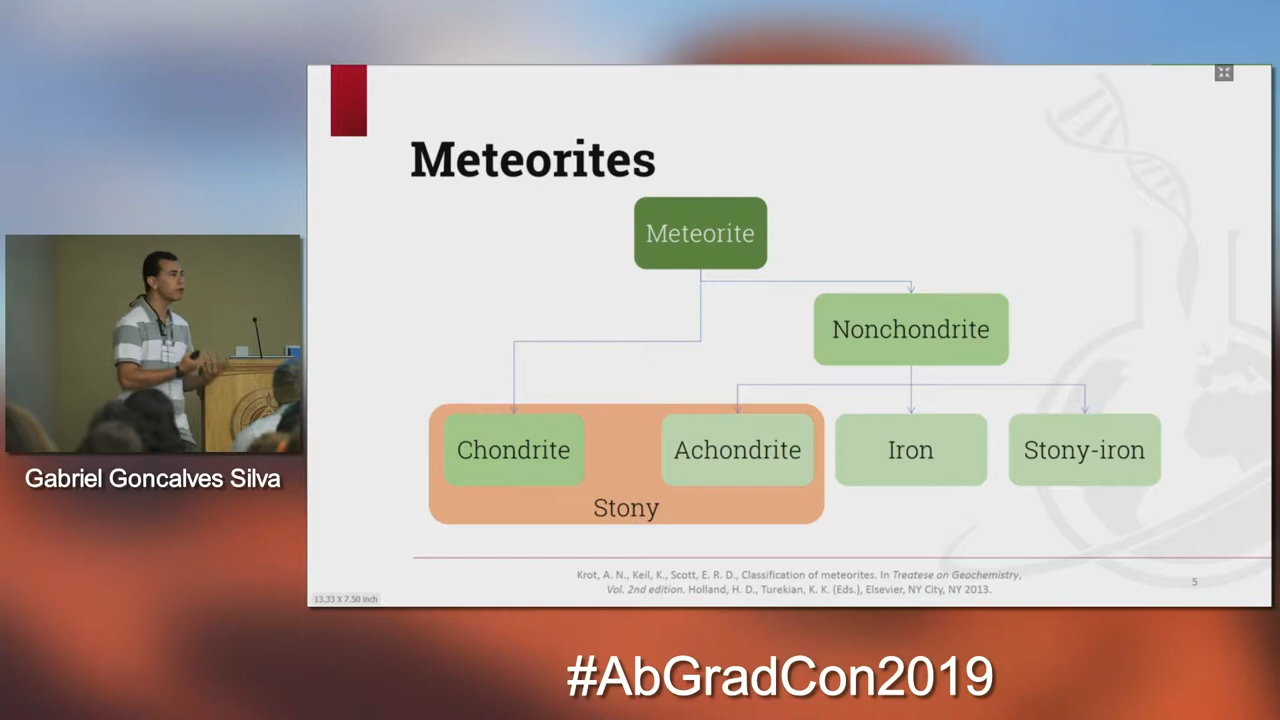 Meteorites
Meteorite
Nonchondrite
Chondrite
Achondrite
Iron
Stony-iron
Stony
Krot, A. N., Keil, K., Scott, E. R. D., Classification of meteorites. In Treatese on Geochemistry,
Vol. 2nd edition. Holland, H. D., Turekian, K. K. (Eds.), Elsevier, NY City, NY 2013.
5
13.33 X 7.50 inch
Gabriel Goncalves Silva
#AbGradCon2019